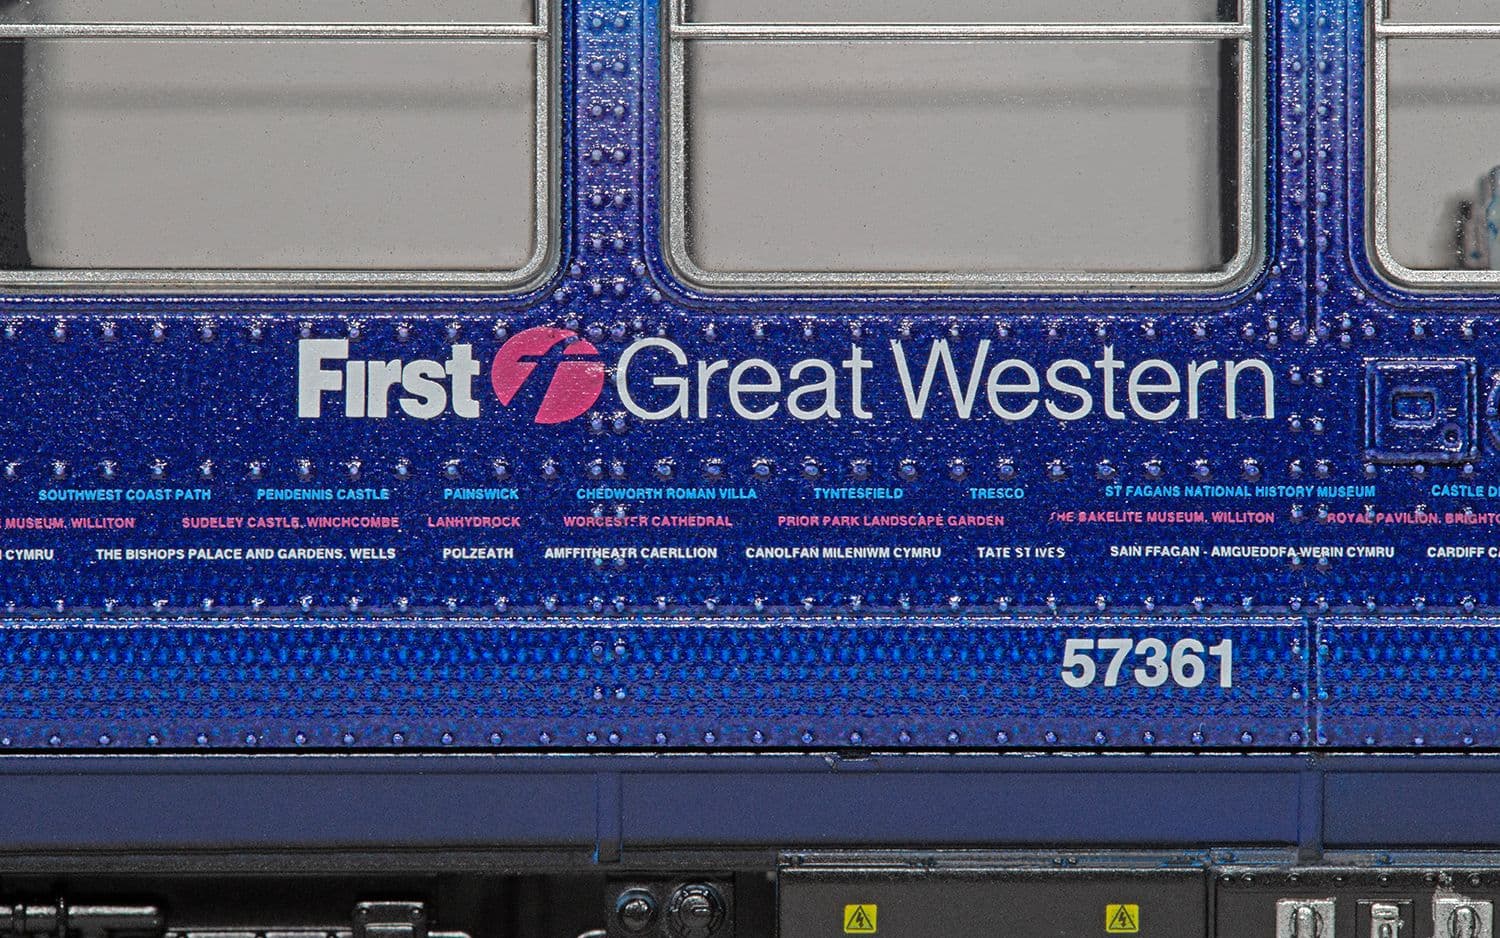 First Great Western
SOUTHWEST COAST PATH PENDENNIS CASTLE PAINSWICK CHEDWORTH ROMAN VILLA TYNTESFIELD TRESCO ST FAGANS NATIONAL HISTORY MUSEUM CASTLE
MUSEUM, WILLITON SUDELEY CASTLE, WINCHCOMBE LANHYDROCK WORCESTER CATHEDRAL PRIOR PARK LANDSCAPE GARDEN THE BAKELITE MUSEUM, WILLITON ROYAL PAVILION,
CYMRU THE BISHOPS PALACE AND GARDENS, WELLS POLZEATH AMFFITHEATR CAERLLION CANOLFAN MILENIWM CYMRU TATE ST IVES SAIN FFAGAN - AMGUEDDFA WERIN CYMRU CARDIFF
57361